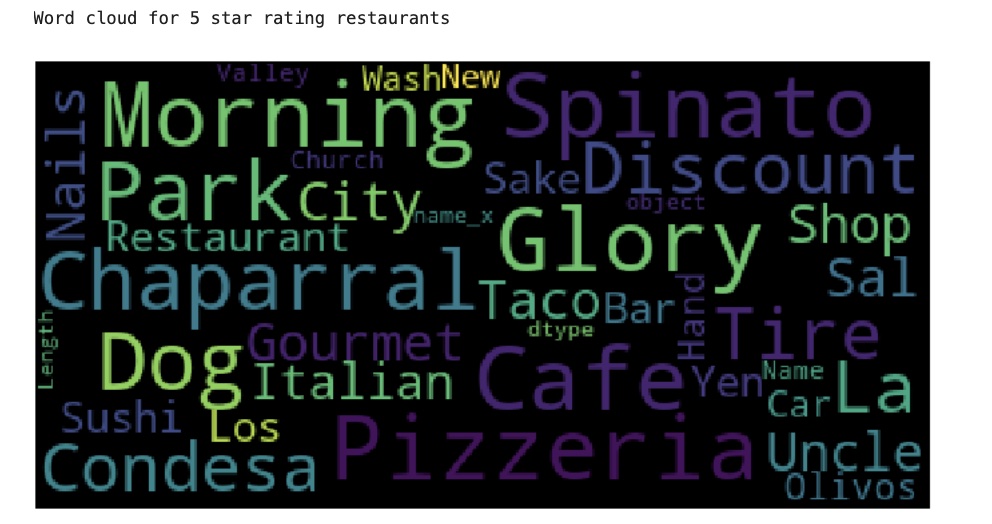 Word cloud for 5 star rating restaurants
Valley
Wash
New
Morning
Spinato
Nails
Church
Sake
Discount
Park
City
name_x
object
Restaurant
Glory
Shop
Chaparral
Sal
Taco
Bar
Hand
dtype
Tire
Length
Dog
Gourmet
Italian
Cafe
Yen
Name
Car
La
Sushi
Los
Pizzeria
Condesa
Uncle
Olivos